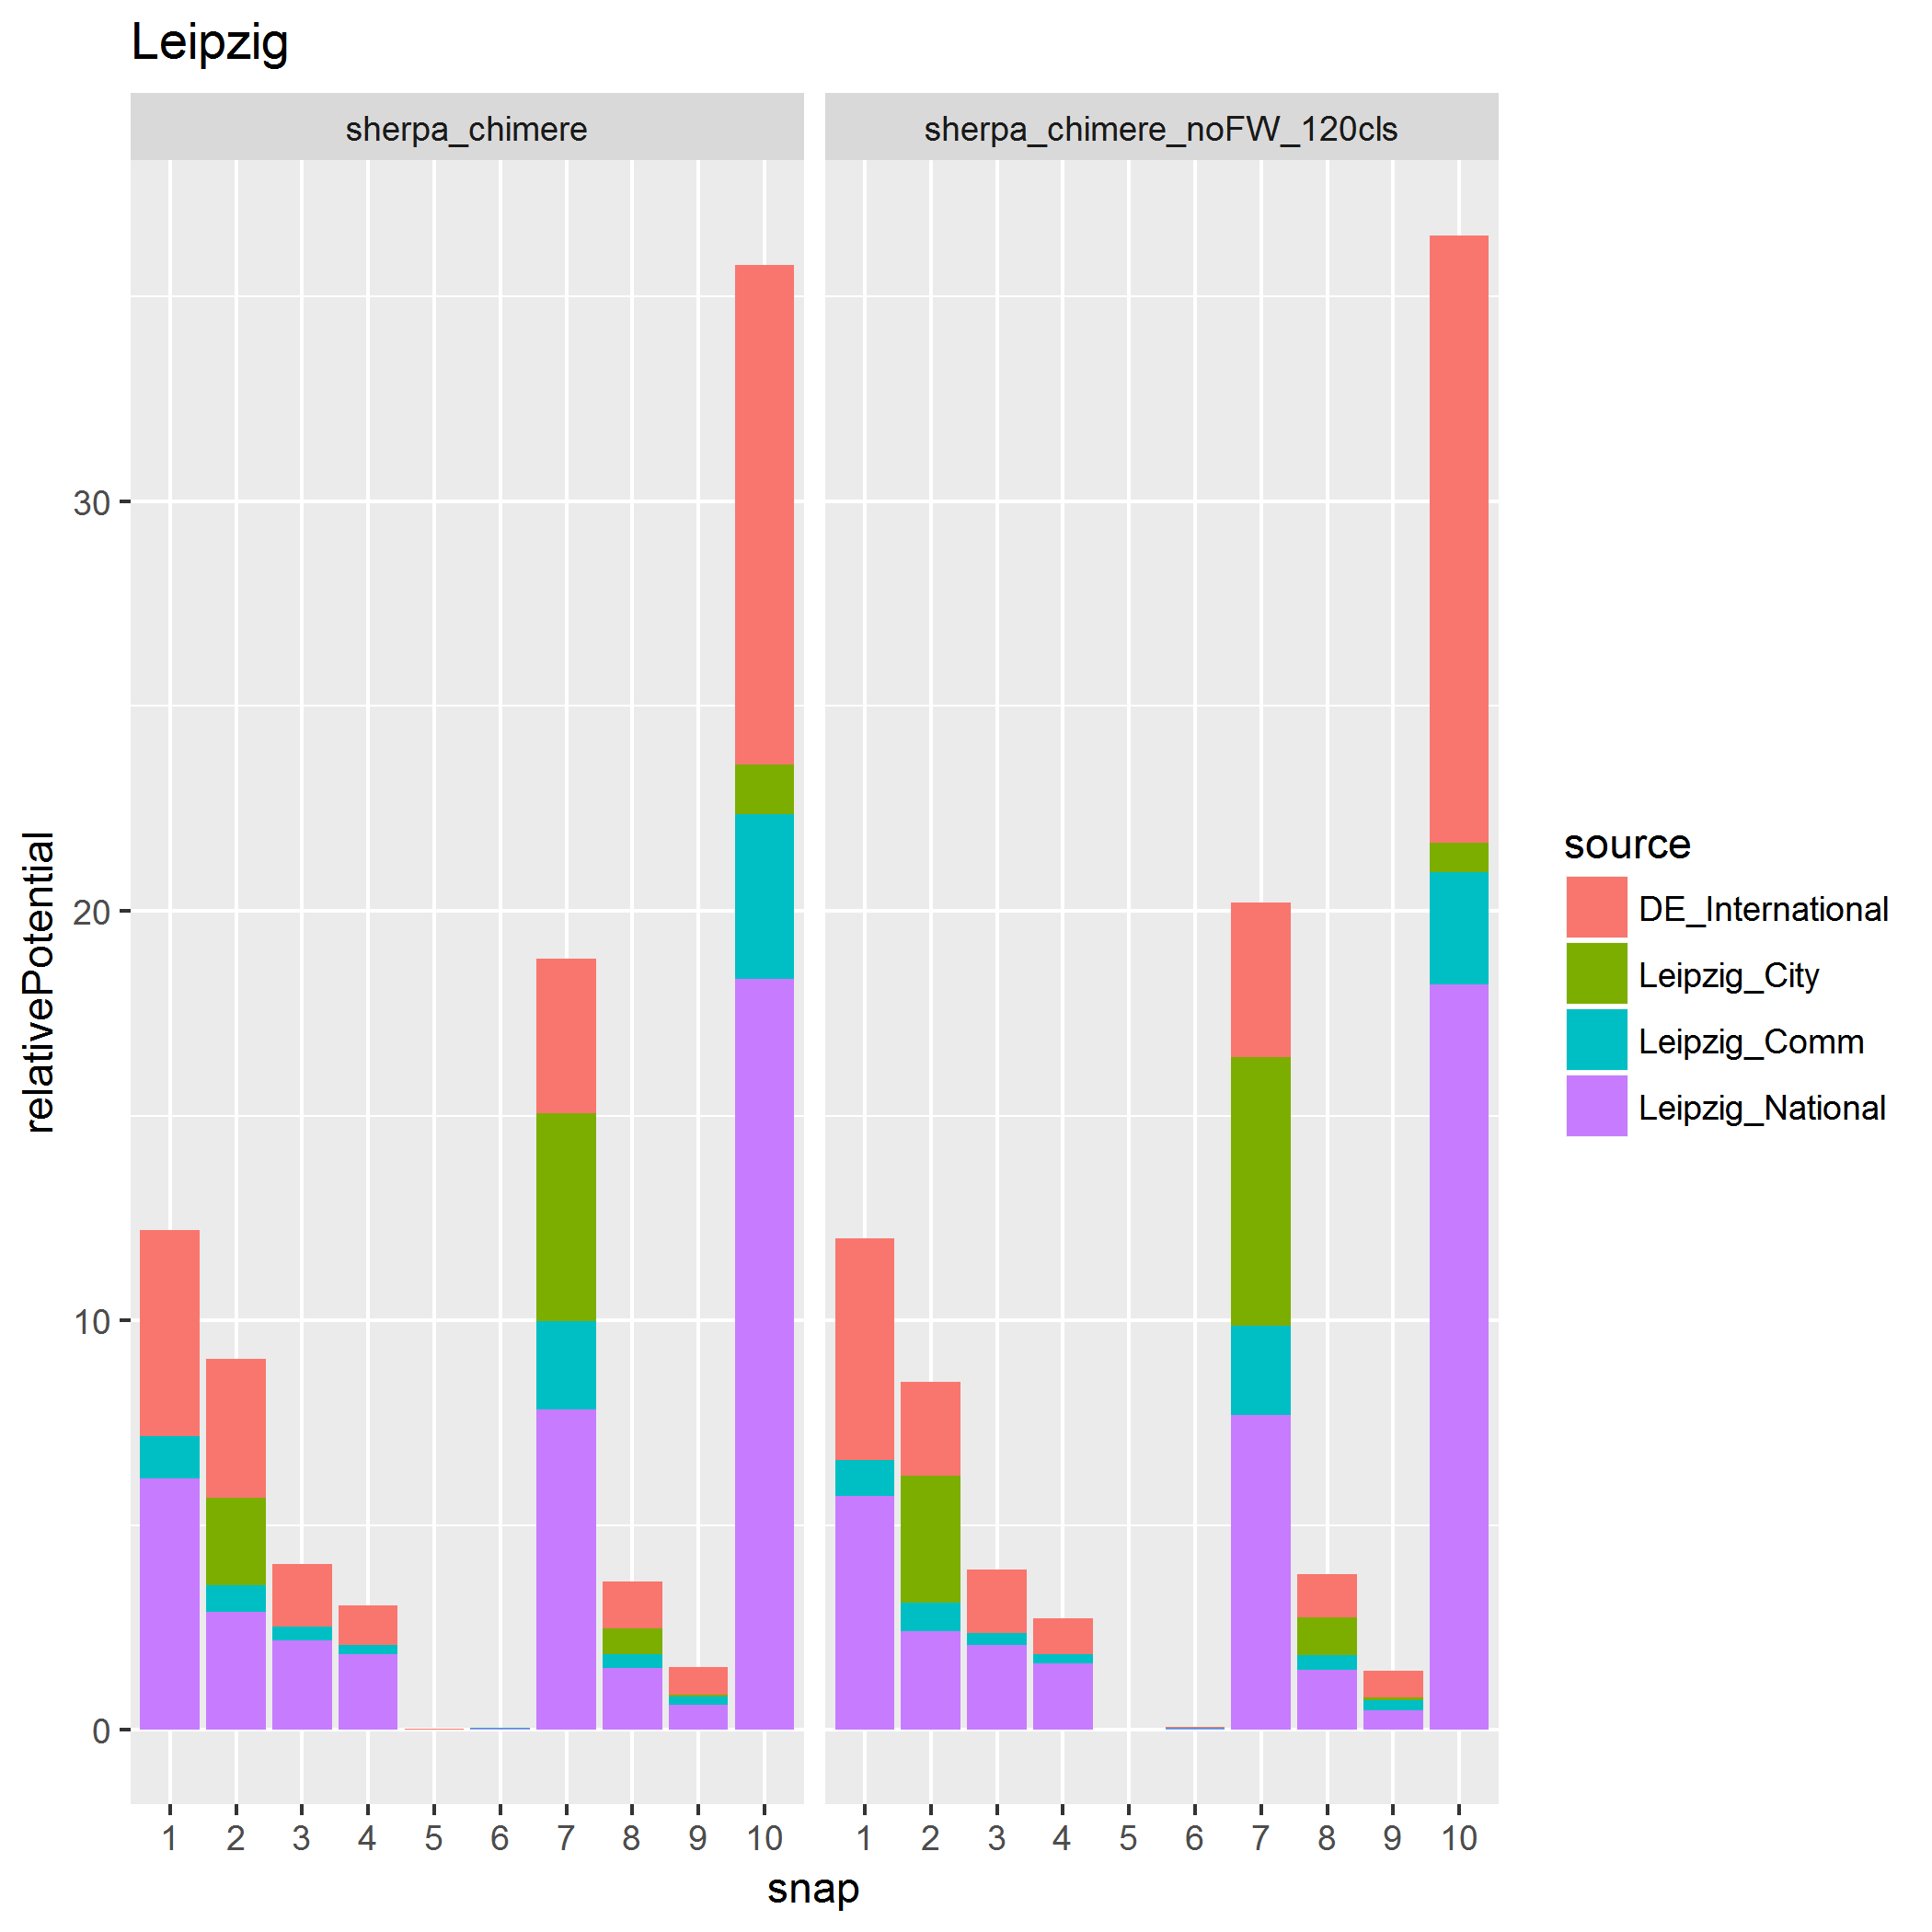 Leipzig
sherpa_chimere
sherpa_chimere_noFW_120cls
relativePotential
30
20
10
0
1 2 3 4 5 6 7 8 9 10
1 2 3 4 5 6 7 8 9 10
snap
source
DE_International
Leipzig_City
Leipzig_Comm
Leipzig_National